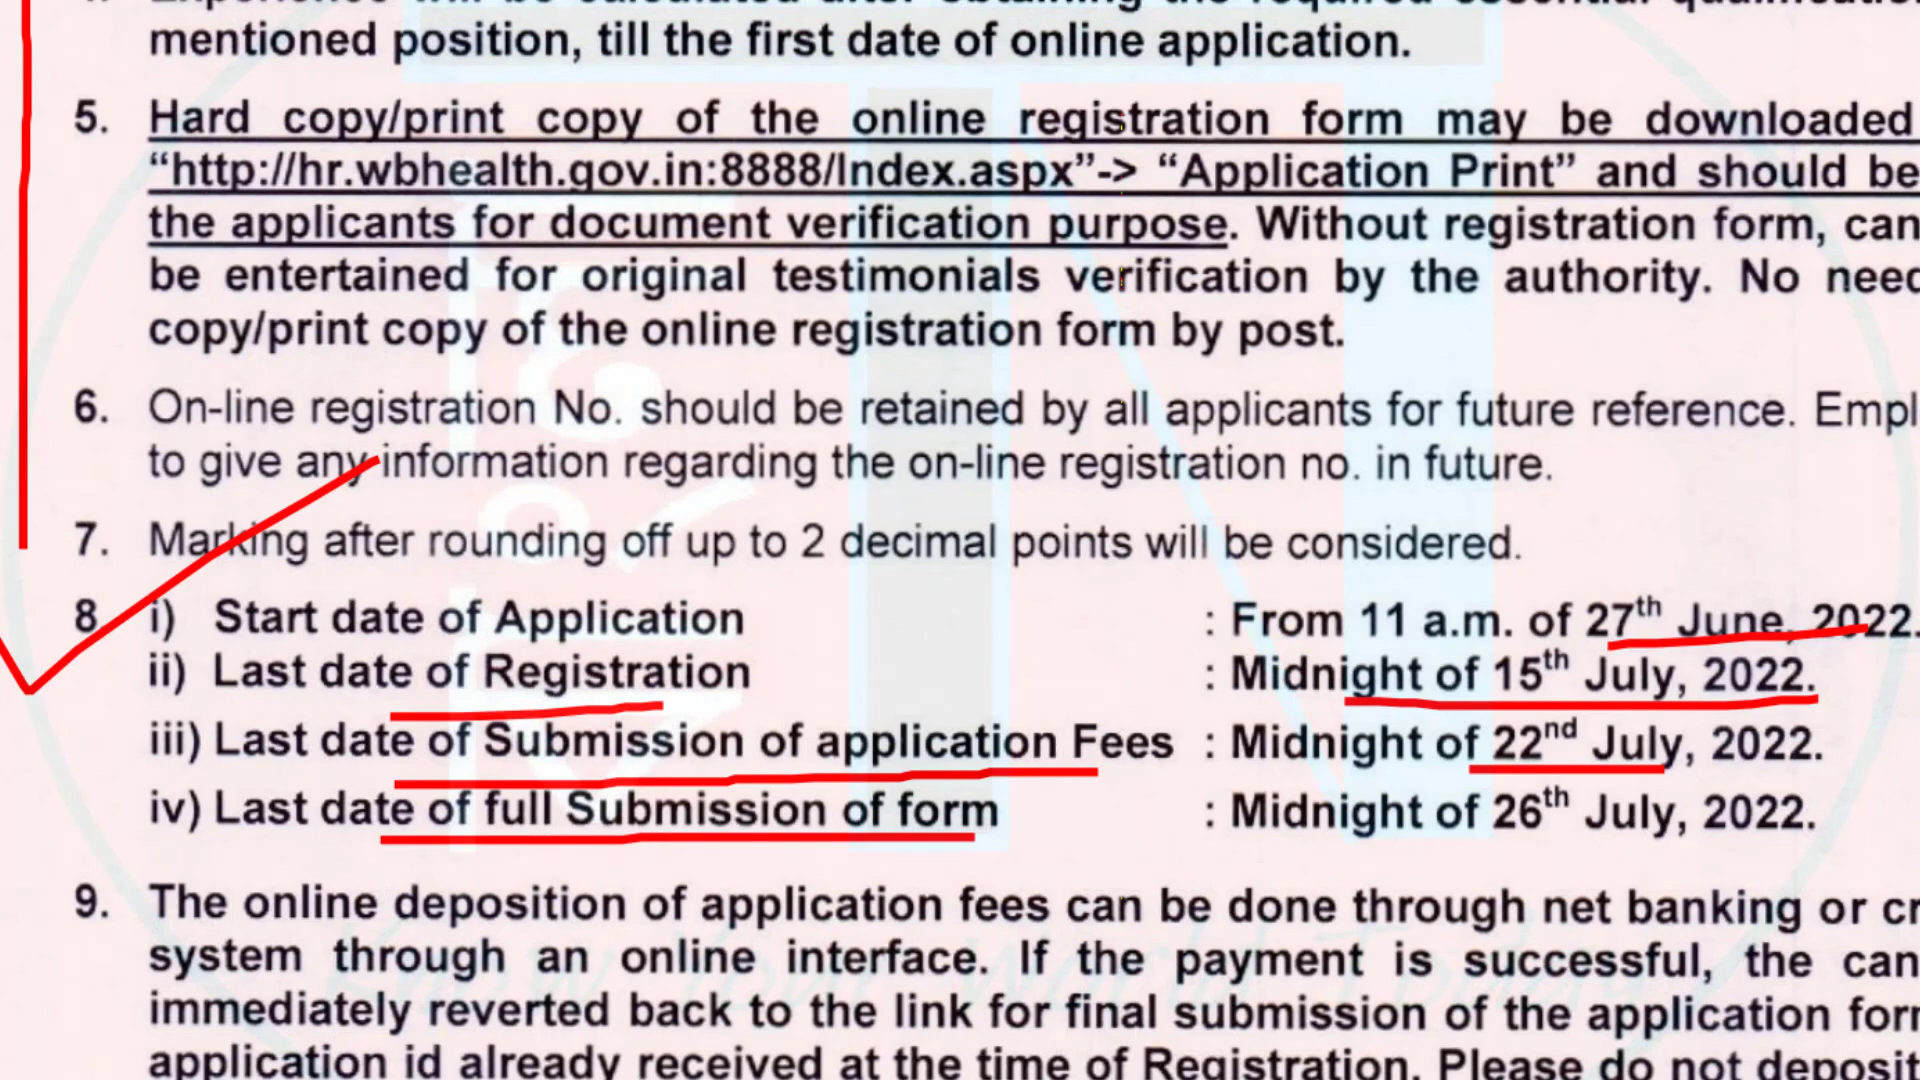 mentioned position, till the first date of online application.
5. Hard copy/print copy of the online registration form may be downloaded
“http://hr.wbhealth.gov.in:8888/Index.aspx”-> “Application Print” and should be
the applicants for document verification purpose. Without registration form, can
be entertained for original testimonials verification by the authority. No need
copy/print copy of the online registration form by post.
6. On-line registration No. should be retained by all applicants for future reference. Empl
to give any information regarding the on-line registration no. in future.
7. Marking after rounding off up to 2 decimal points will be considered.
8 i) Start date of Application : From 11 a.m. of 27th June, 2022.
ii) Last date of Registration : Midnight of 15th July, 2022.
iii) Last date of Submission of application Fees : Midnight of 22nd July, 2022.
iv) Last date of full Submission of form : Midnight of 26th July, 2022.
9. The online deposition of application fees can be done through net banking or cr
system through an online interface. If the payment is successful, the can
immediately reverted back to the link for final submission of the application form
application id already received at the time of Registration. Please do not deposit